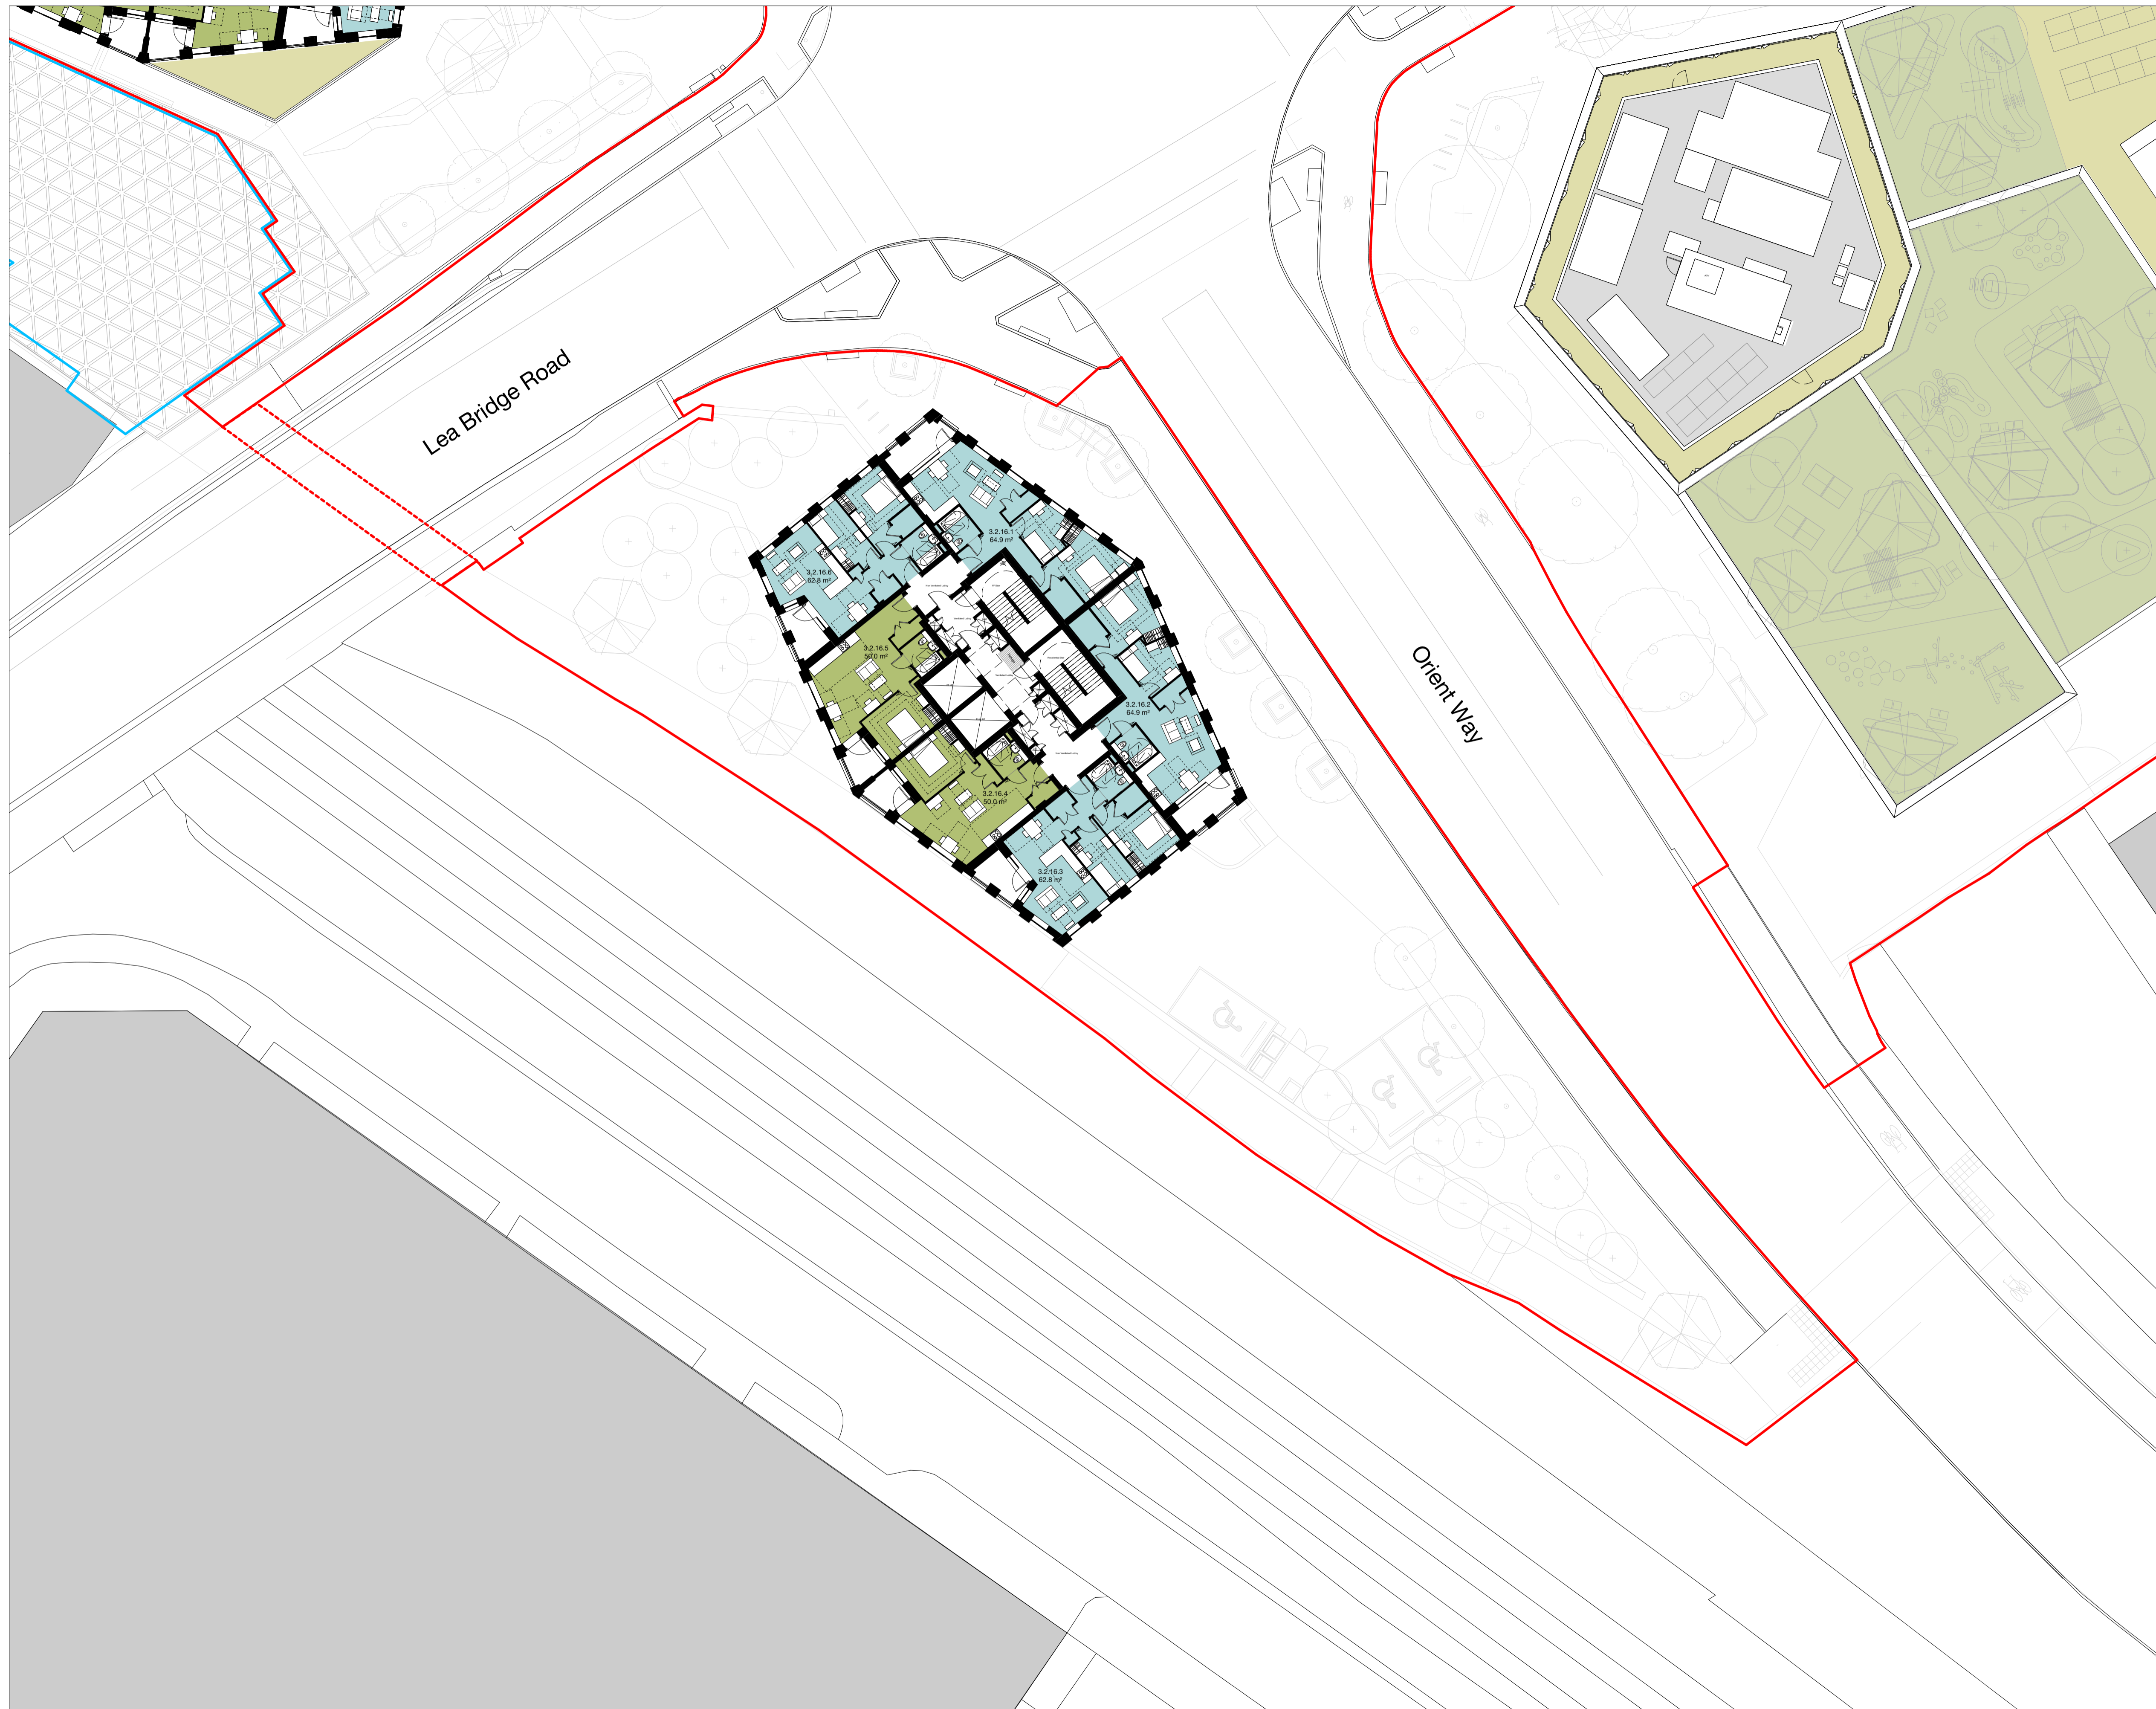 Lea Bridge Road
3.2.16.1
64.9 m²
3.2.16.6
62.8 m²
3.2.16.5
50.0 m²
Orient Way
3.2.16.2
64.9 m²
3.2.16.4
50.0 m²
3.2.16.3
62.8 m²